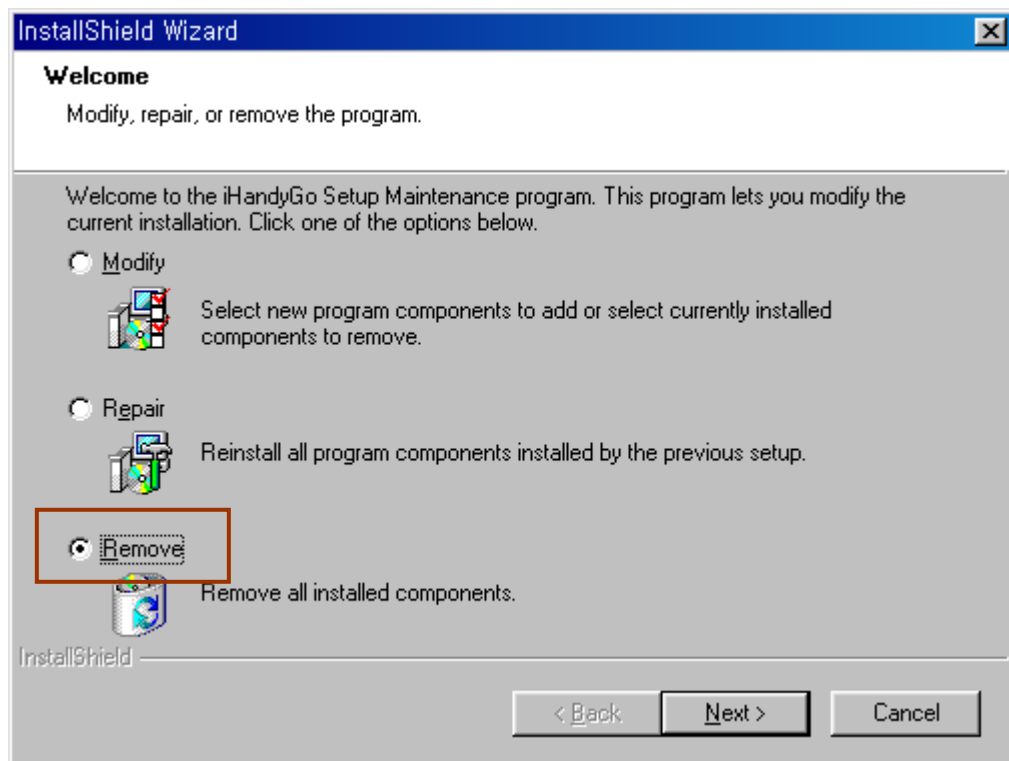 InstallShield Wizard
Welcome
Modify, repair, or remove the program.
Welcome to the iHandyGo Setup Maintenance program. This program lets you modify the
current installation. Click one of the options below.
Modify
Select new program components to add or select currently installed
components to remove.
Repair
Reinstall all program components installed by the previous setup.
Remove
Remove all installed components.
InstallShield
< Back Next > Cancel